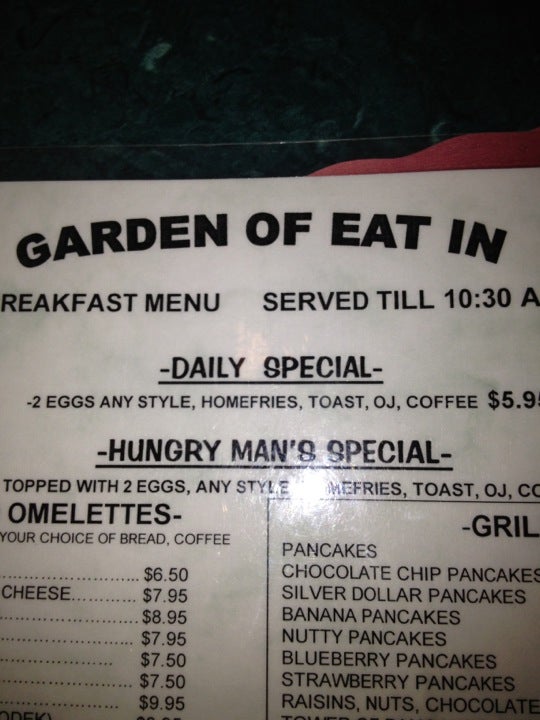 GARDEN OF EAT IN
REAKFAST MENU SERVED TILL 10:30 A
-DAILY SPECIAL-
-2 EGGS ANY STYLE, HOMEFRIES, TOAST, OJ, COFFEE $5.9
-HUNGRY MAN'S SPECIAL-
TOPPED WITH 2 EGGS, ANY STYLE MEFRIES, TOAST, OJ, CO
OMELETTES-
YOUR CHOICE OF BREAD, COFFEE
$6.50
CHEESE........... $7.95
$8.95
$7.95
$7.50
$7.50
$9.95
-GRIL
PANCAKES
CHOCOLATE CHIP PANCAKES
SILVER DOLLAR PANCAKES
BANANA PANCAKES
NUTTY PANCAKES
BLUEBERRY PANCAKES
STRAWBERRY PANCAKES
RAISINS, NUTS, CHOCOLATE